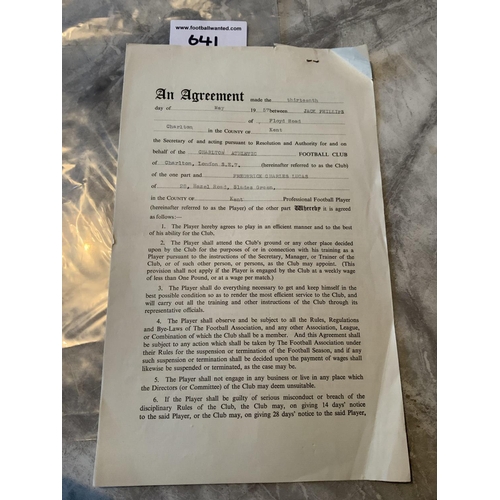 www.footballwanted.com
641
An Agreement made the thirteenth
day of May 19 57 between JACK PHILLIPS
of Floyd Road
Charlton in the COUNTY OF Kent
the Secretary of and acting pursuant to Resolution and Authority for and on
behalf of the CHARLTON ATHLETIC FOOTBALL CLUB
of Charlton, London S.E.7. (hereinafter referred to as the Club)
of the one part and FREDERICK CHARLES LUCAS
of Hazel Road, Slades Green,
in the COUNTY OF Kent Professional Football Player
(hereinafter referred to as the Player) of the other part Whereby it is agreed
as follows:—
1. The Player hereby agrees to play in an efficient manner and to the best
of his ability for the Club.
2. The Player shall attend the Club's ground or any other place decided
upon by the Club for the purposes of or in connection with his training as a
Player pursuant to the instructions of the Secretary, Manager, or Trainer of the
Club, or of such other person, or persons, as the Club may appoint. (This
provision shall not apply if the Player is engaged by the Club at a weekly wage
of less than One Pound, or at a wage per match.)
3. The Player shall do everything necessary to get and keep himself in the
best possible condition so as to render the most efficient service to the Club, and
will carry out all the training and other instructions of the Club through its
representative officials.
4. The Player shall observe and be subject to all the Rules, Regulations
and Bye-Laws of The Football Association, and any other Association, League,
or Combination of which the Club shall be a member. And this Agreement
shall be subject to any action which shall be taken by The Football Association
under their Rules for the suspension or termination of the Football Season, and if any
such suspension or termination shall be decided upon the payment of wages shall
likewise be suspended or terminated, as the case may be.
5. The Player shall not engage in any business or live in any place which
the Directors (or Committee) of the Club may deem unsuitable.
6. If the Player shall be guilty of serious misconduct or breach of the
disciplinary Rules of the Club, the Club may, on giving 14 days' notice
to the said Player, or the Club may, on giving 28 days' notice to the said Player,